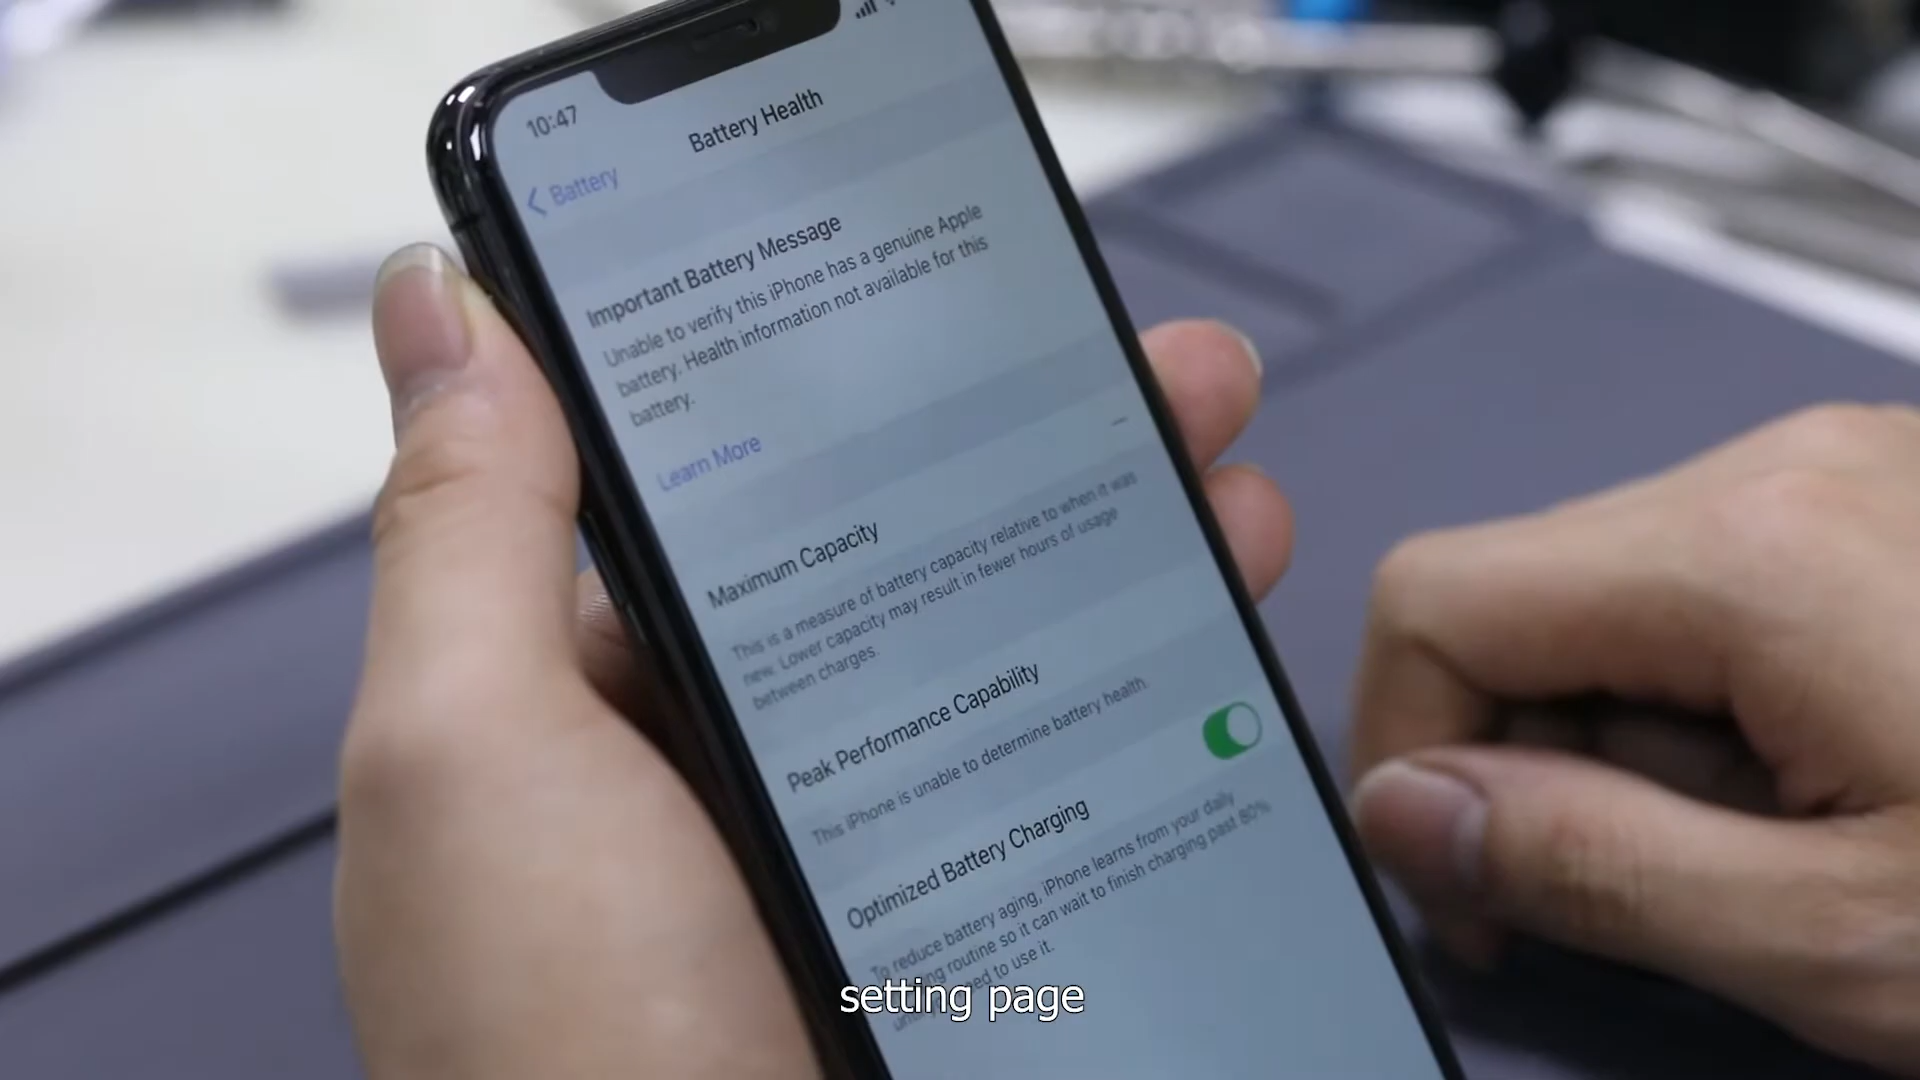 10:47
Battery
Battery Health
Important Battery Message
Unable to verify this iPhone has a genuine Apple
battery. Health information not available for this
battery.
Learn More
Maximum Capacity
—
This is a measure of battery capacity relative to when it was
new. Lower capacity may result in fewer hours of usage
between charges.
Peak Performance Capability
This iPhone is unable to determine battery health.
Optimized Battery Charging
To reduce battery aging, iPhone learns from your daily
routine so it can wait to finish charging past 80%
need to use it.
setting page